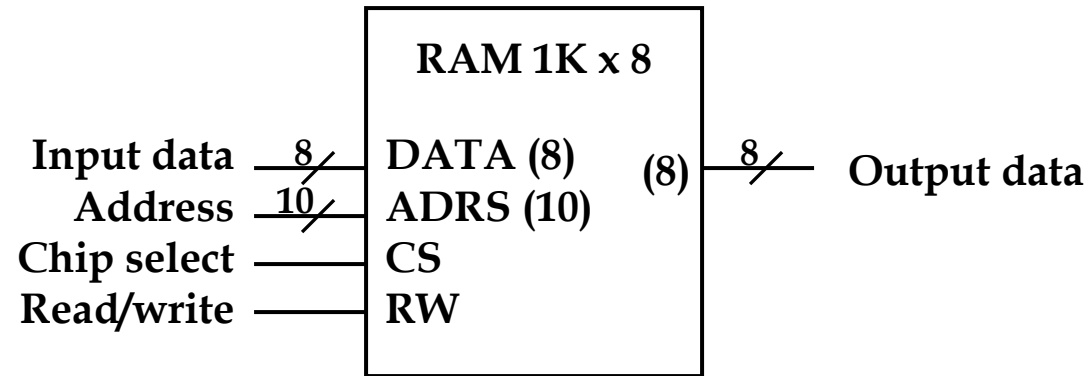 RAM 1K x 8
Input data 8 DATA (8) (8) 8 Output data
Address 10 ADRS (10)
Chip select CS
Read/write RW